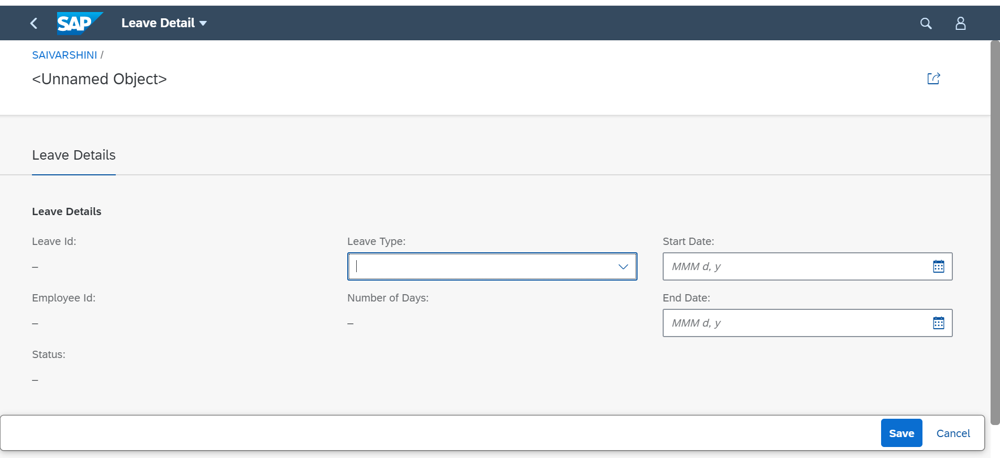 SAP Leave Detail
SAIVARSHINI /
<Unnamed Object>
Leave Details
Leave Details
Leave Id:
–
Leave Type:
Start Date:
MMM d, y
Employee Id:
–
Number of Days:
–
End Date:
MMM d, y
Status:
–
Save Cancel